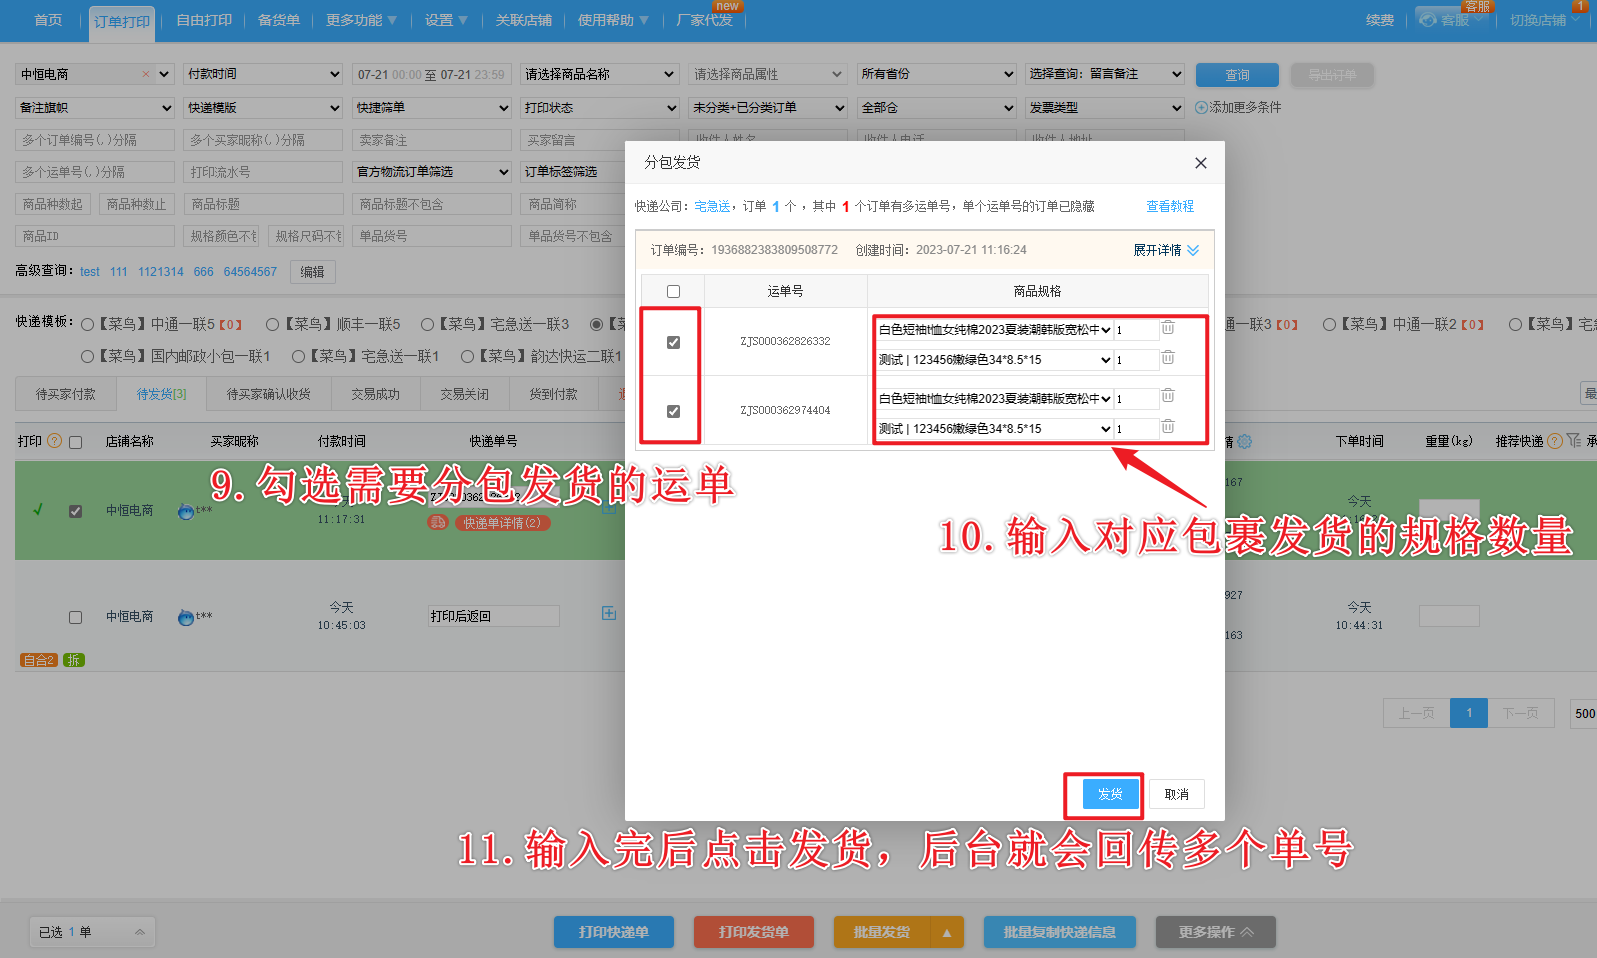 首页 订单打印 自由打印 备货单 更多功能 设置 关联店铺 使用帮助 厂家代发 new 续费 客服 客服 切换店铺 1
中恒电商 × 付款时间 07-21 00:00 至 07-21 23:59 请选择商品名称 请选择商品属性 所有省份 选择查询：留言备注 查询 导出订单
备注旗帜 快递模版 快捷筛单 打印状态 未分类+已分类订单 全部仓 发票类型 添加更多条件
多个订单编号(,)分隔 多个买家昵称(,)分隔 卖家备注 买家留言
多个运单号(,)分隔 打印流水号 官方物流订单筛选 订单标签筛选
商品种数起 商品种数止 商品标题 商品标题不包含 商品简称
商品ID 规格颜色不包 规格尺码不包 单品货号 单品货号不包含
高级查询： test 111 1121314 666 64564567 编辑
快递模板： 【菜鸟】中通一联5【0】 【菜鸟】顺丰一联5 【菜鸟】宅急送一联3 一联3【0】 【菜鸟】中通一联2【0】 【菜鸟】宅
【菜鸟】国内邮政小包一联1 【菜鸟】宅急送一联1 【菜鸟】韵达快运二联1
待买家付款 待发货[3] 待买家确认收货 交易成功 交易关闭 货到付款
打印 店铺名称 买家昵称 付款时间 快递单号 下单时间 重量(kg) 推荐快递
中恒电商 t** 11:17:31 快递单详情(2) 167 今天
中恒电商 t** 今天 10:45:03 打印后返回 927 163 今天 10:44:31
自合2 拆
分包发货
快递公司：宅急送，订单 1 个 ，其中 1 个订单有多运单号，单个运单号的订单已隐藏 查看教程
订单编号：1936882383809508772 创建时间：2023-07-21 11:16:24 展开详情
运单号 商品规格
ZJS000362826332 白色短袖t恤女纯棉2023夏装潮韩版宽松中 1
测试 | 123456嫩绿色34*8.5*15 1
ZJS000362974404 白色短袖t恤女纯棉2023夏装潮韩版宽松中 1
测试 | 123456嫩绿色34*8.5*15 1
9.勾选需要分包发货的运单
10.输入对应包裹发货的规格数量
上一页 1 下一页 500
发货 取消
11.输入完后点击发货，后台就会回传多个单号
已选 1 单 打印快递单 打印发货单 批量发货 批量复制快递信息 更多操作